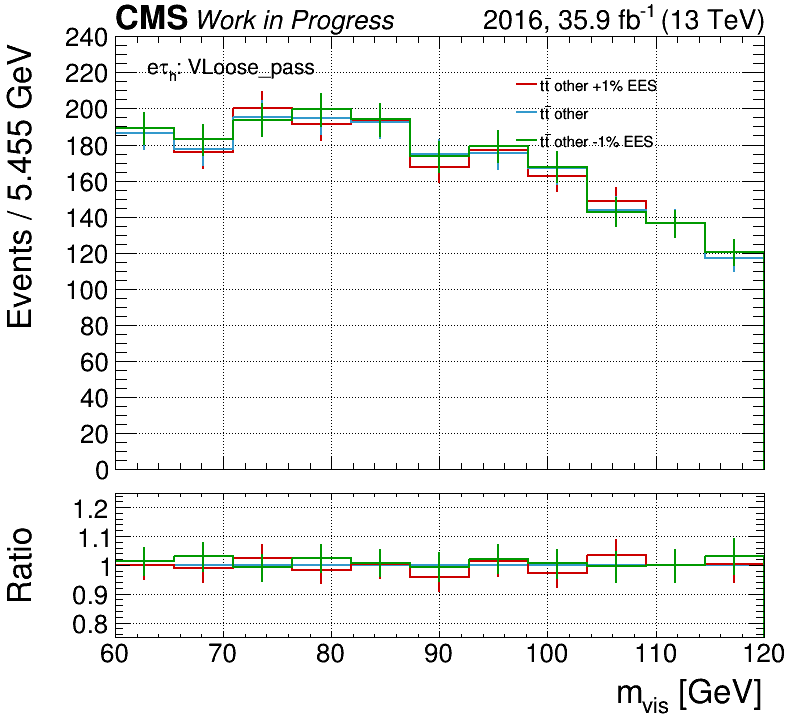 CMS Work in Progress 2016, 35.9 fb⁻¹ (13 TeV)
eτₕ: VLoose_pass
tt̄ other +1% EES
tt̄ other
tt̄ other -1% EES
Events / 5.455 GeV
240
220
200
180
160
140
120
100
80
60
40
20
0
Ratio
1.2
1.1
1
0.9
0.8
60 70 80 90 100 110 120
m_vis [GeV]